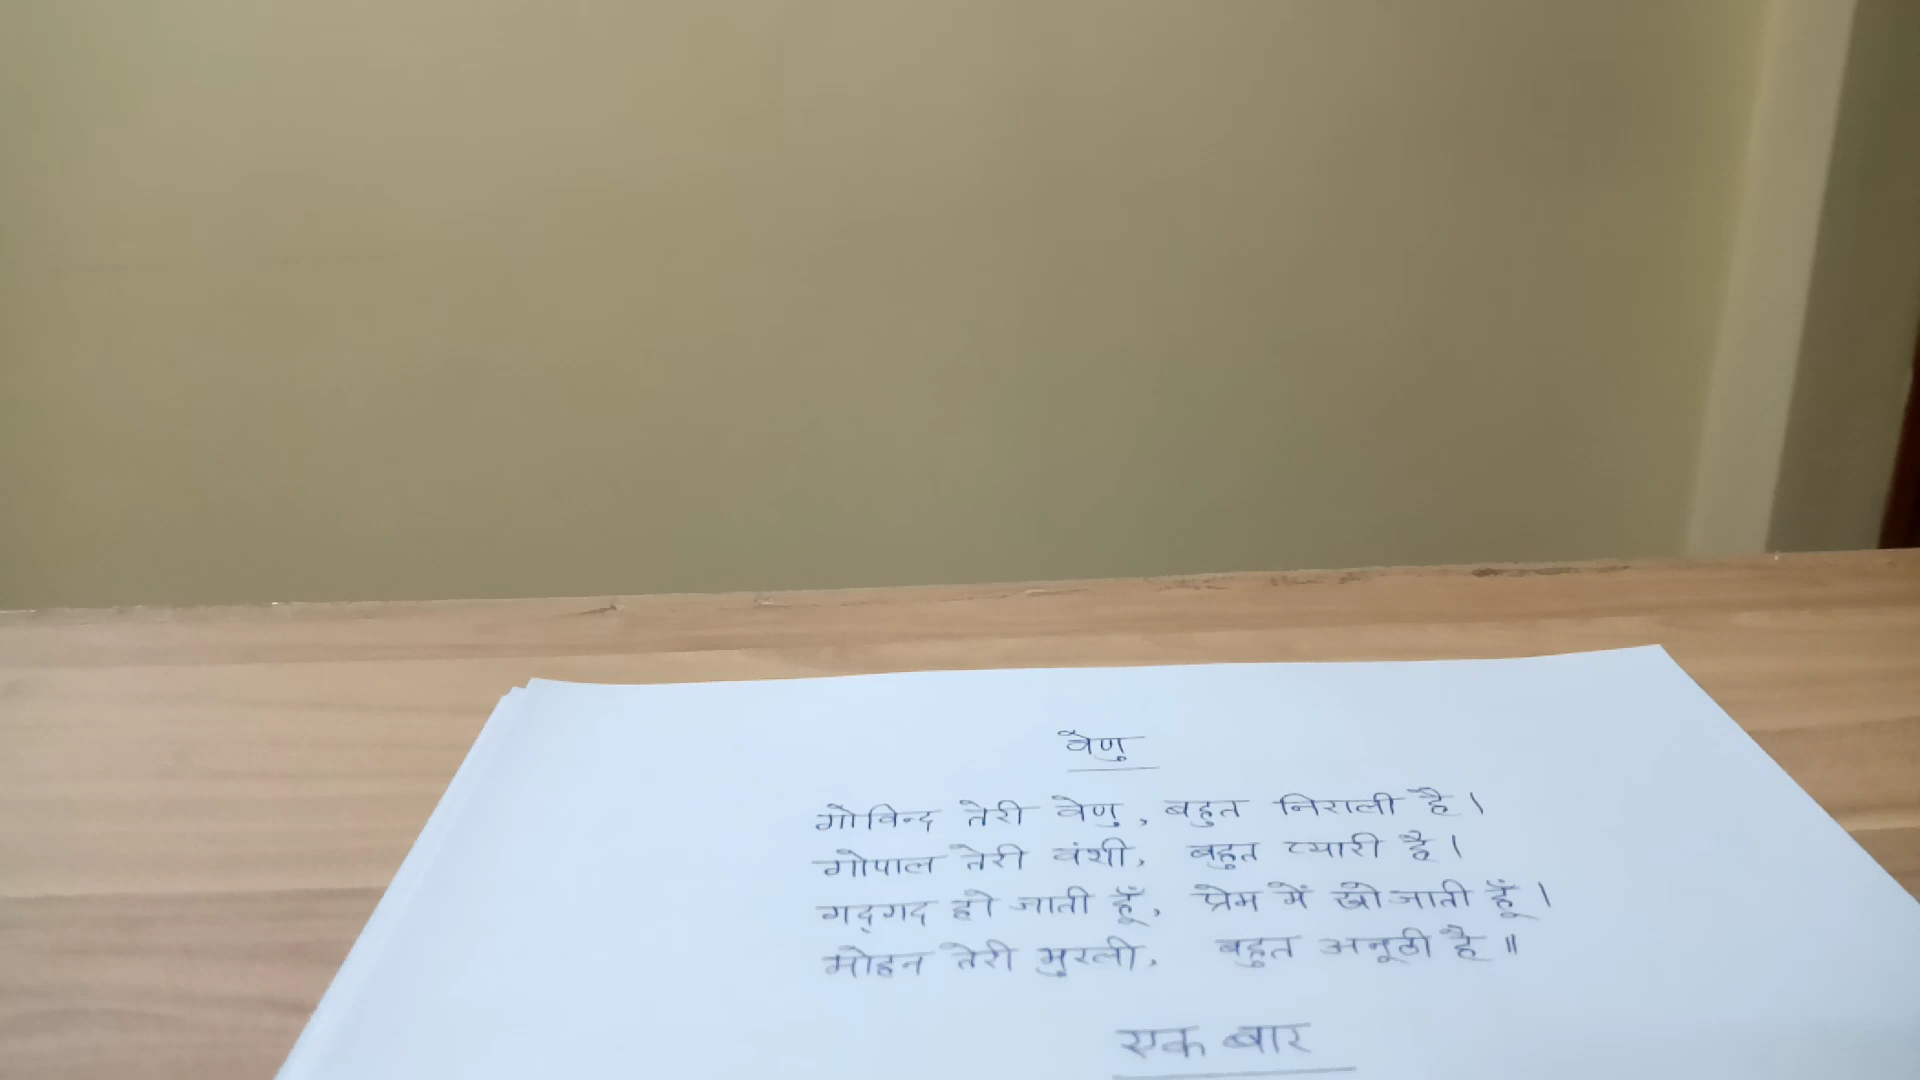 वेणु
गोविन्द तेरी वेणु, बहुत निराली है।
गोपाल तेरी वंशी, बहुत प्यारी है।
गद्‌गद हो जाती हूँ, प्रेम में खो जाती हूँ।
मोहन तेरी मुरली, बहुत अनूठी है॥
एक बार